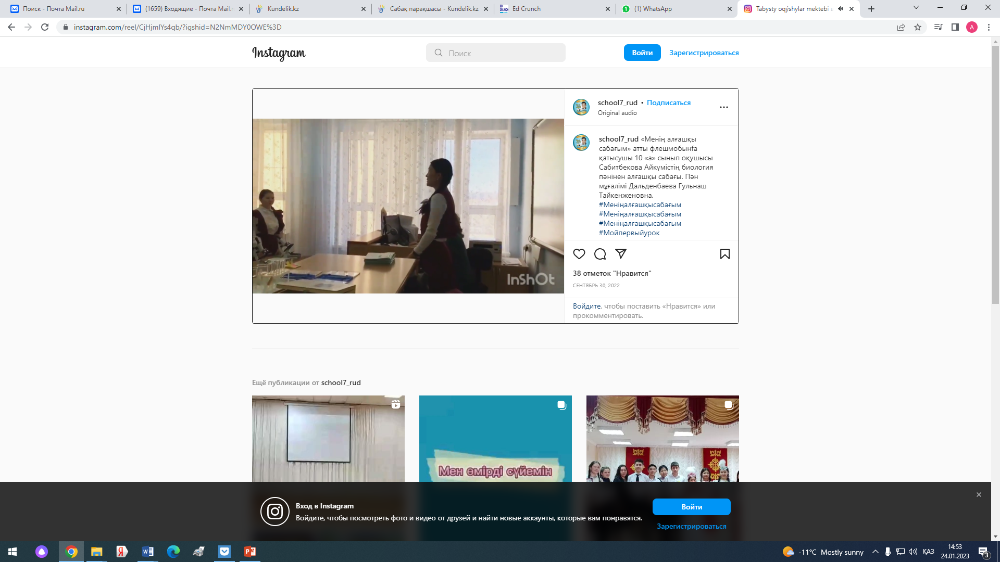 Поиск - Почта Mail.ru
(1659) Входящие - Почта Mail.r
Kundelik.kz
Сабақ парақшасы - Kundelik.kz
Ed Crunch
(1) WhatsApp
Tabysty oqýshylar mektebi в
instagram.com/reel/CjHjmlYs4qb/?igshid=N2NmMDY0OWE%3D
A
Instagram
Поиск
Войти
Зарегистрироваться
school7_rud • Подписаться
Original audio
school7_rud «Менің алғашқы
сабағым» атты флешмобынfа
қатысушы 10 «а» сынып оқушысы
Сабитбекова Айкүмістің биология
пәнінен алғашқы сабағы. Пән
мұғалімі Дальденбаева Гульнаш
Тайкенженовна.
#Меніңалғашқысабағым
#Меніңалғашқысабағым
#Меніңалғашқысабағым
#Мойпервыйурок
InShOt
38 отметок "Нравится"
СЕНТЯБРЬ 30, 2022
Войдите, чтобы поставить «Нравится» или
прокомментировать.
Ещё публикации от school7_rud
Мен өмірді сүйемін
Вход в Instagram
Войдите, чтобы посмотреть фото и видео от друзей и найти новые аккаунты, которые вам понравятся.
Войти
Зарегистрироваться
-11°C Mostly sunny
ҚАЗ
14:53
24.01.2023
3